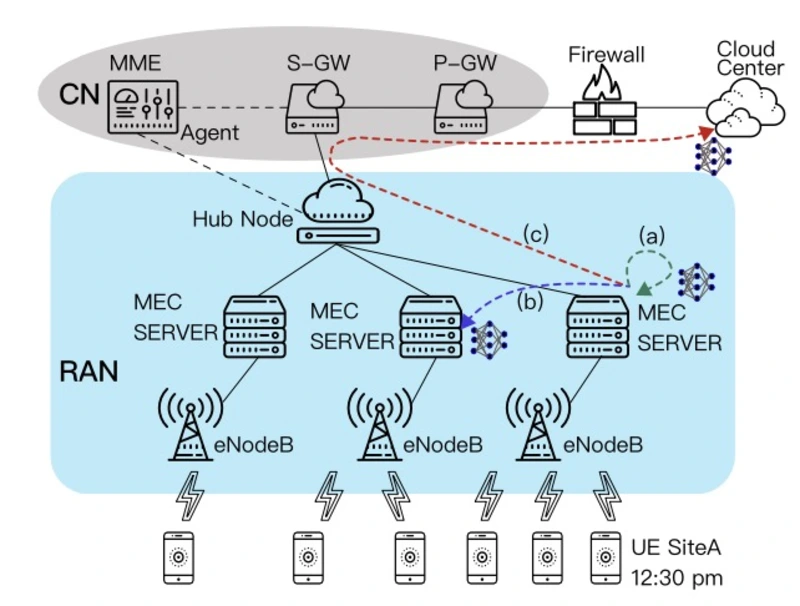 MME
S-GW
P-GW
Firewall
Cloud
Center
CN
Agent
Hub Node
(c)
(a)
(b)
MEC
SERVER
MEC
SERVER
MEC
SERVER
RAN
eNodeB
eNodeB
eNodeB
UE SiteA
12:30 pm